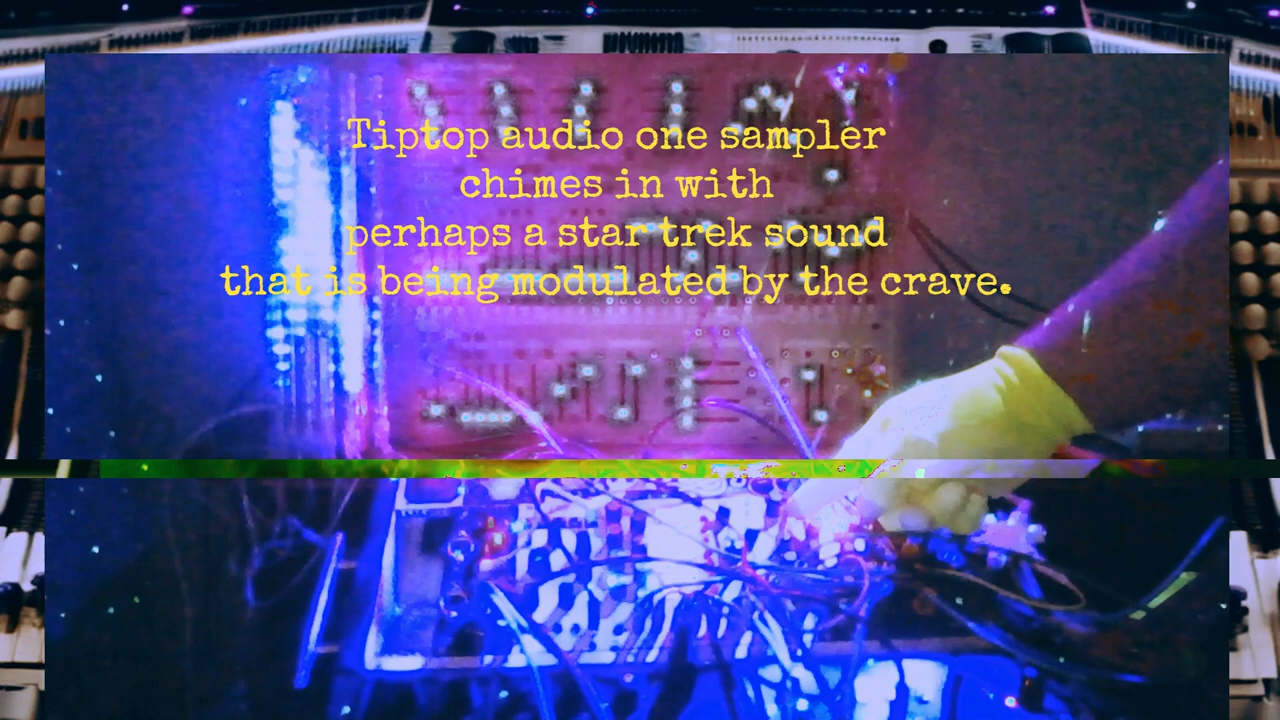 Tiptop audio one sampler
chimes in with
perhaps a star trek sound
that is being modulated by the crave.